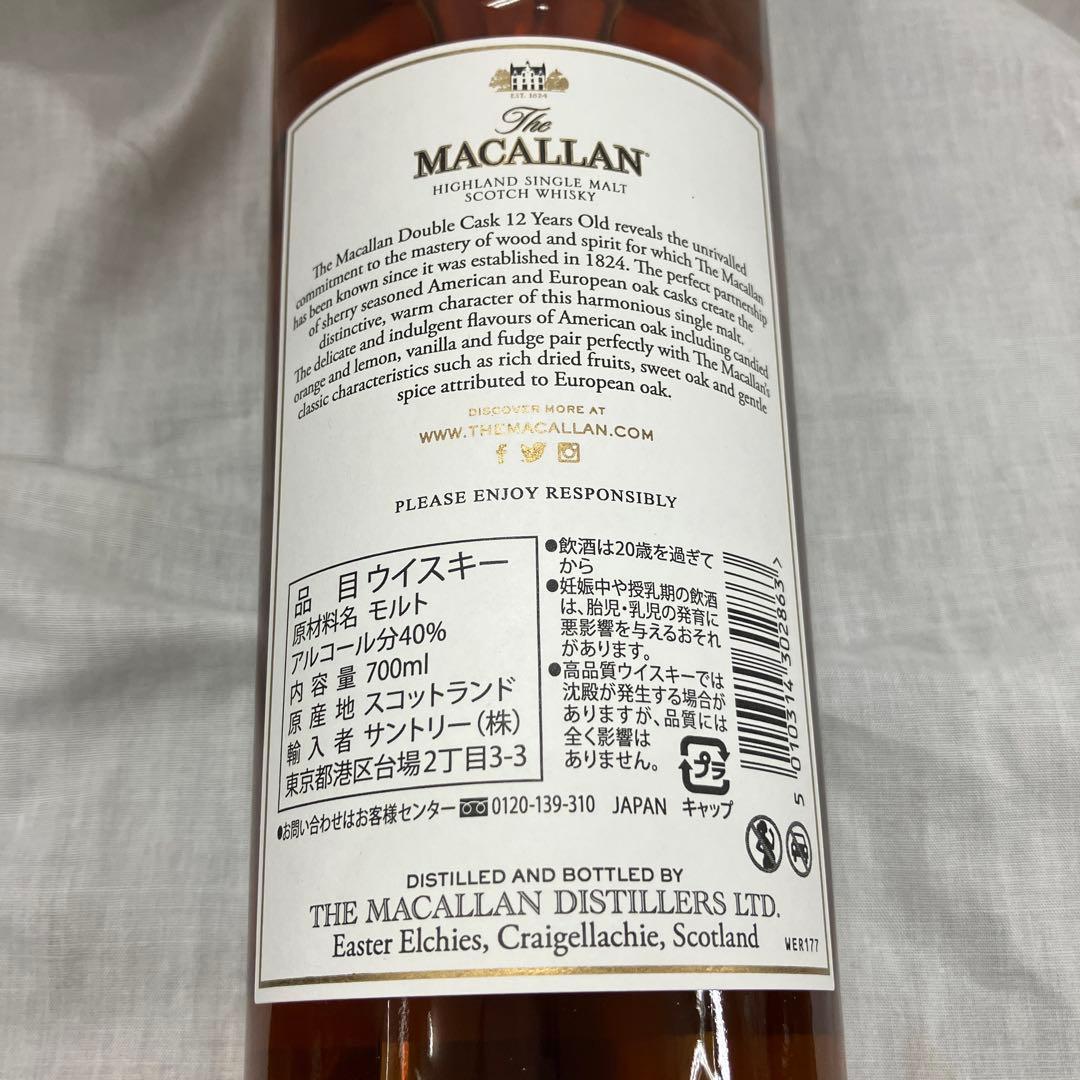 EST. 1824
The
MACALLAN
HIGHLAND SINGLE MALT
SCOTCH WHISKY
The Macallan Double Cask 12 Years Old reveals the unrivalled
commitment to the mastery of wood and spirit for which The Macallan
has been known since it was established in 1824. The perfect partnership
of sherry seasoned American and European oak casks create the
distinctive, warm character of this harmonious single malt.
The delicate and indulgent flavours of American oak including candied
orange and lemon, vanilla and fudge pair perfectly with The Macallan's
classic characteristics such as rich dried fruits, sweet oak and gentle
spice attributed to European oak.
DISCOVER MORE AT
WWW.THEMACALLAN.COM
PLEASE ENJOY RESPONSIBLY
品目 ウイスキー
原材料名 モルト
アルコール分40%
内容量 700ml
原産地 スコットランド
輸入者 サントリー(株)
東京都港区台場2丁目3-3
●お問い合わせはお客様センター 0120-139-310 JAPAN
●飲酒は20歳を過ぎて
から
●妊娠中や授乳期の飲酒
は、胎児・乳児の発育に
悪影響を与えるおそれ
があります。
●高品質ウイスキーでは
沈殿が発生する場合が
ありますが、品質には
全く影響は
ありません。
プラ
キャップ
5 010314 302863 >
DISTILLED AND BOTTLED BY
THE MACALLAN DISTILLERS LTD.
Easter Elchies, Craigellachie, Scotland
WER177